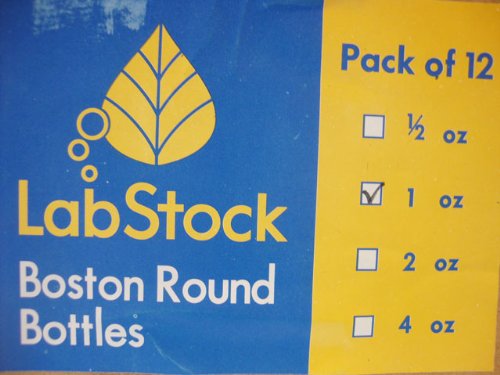 LabStock
Boston Round
Bottles
Pack of 12
½ oz
1 oz
2 oz
4 oz